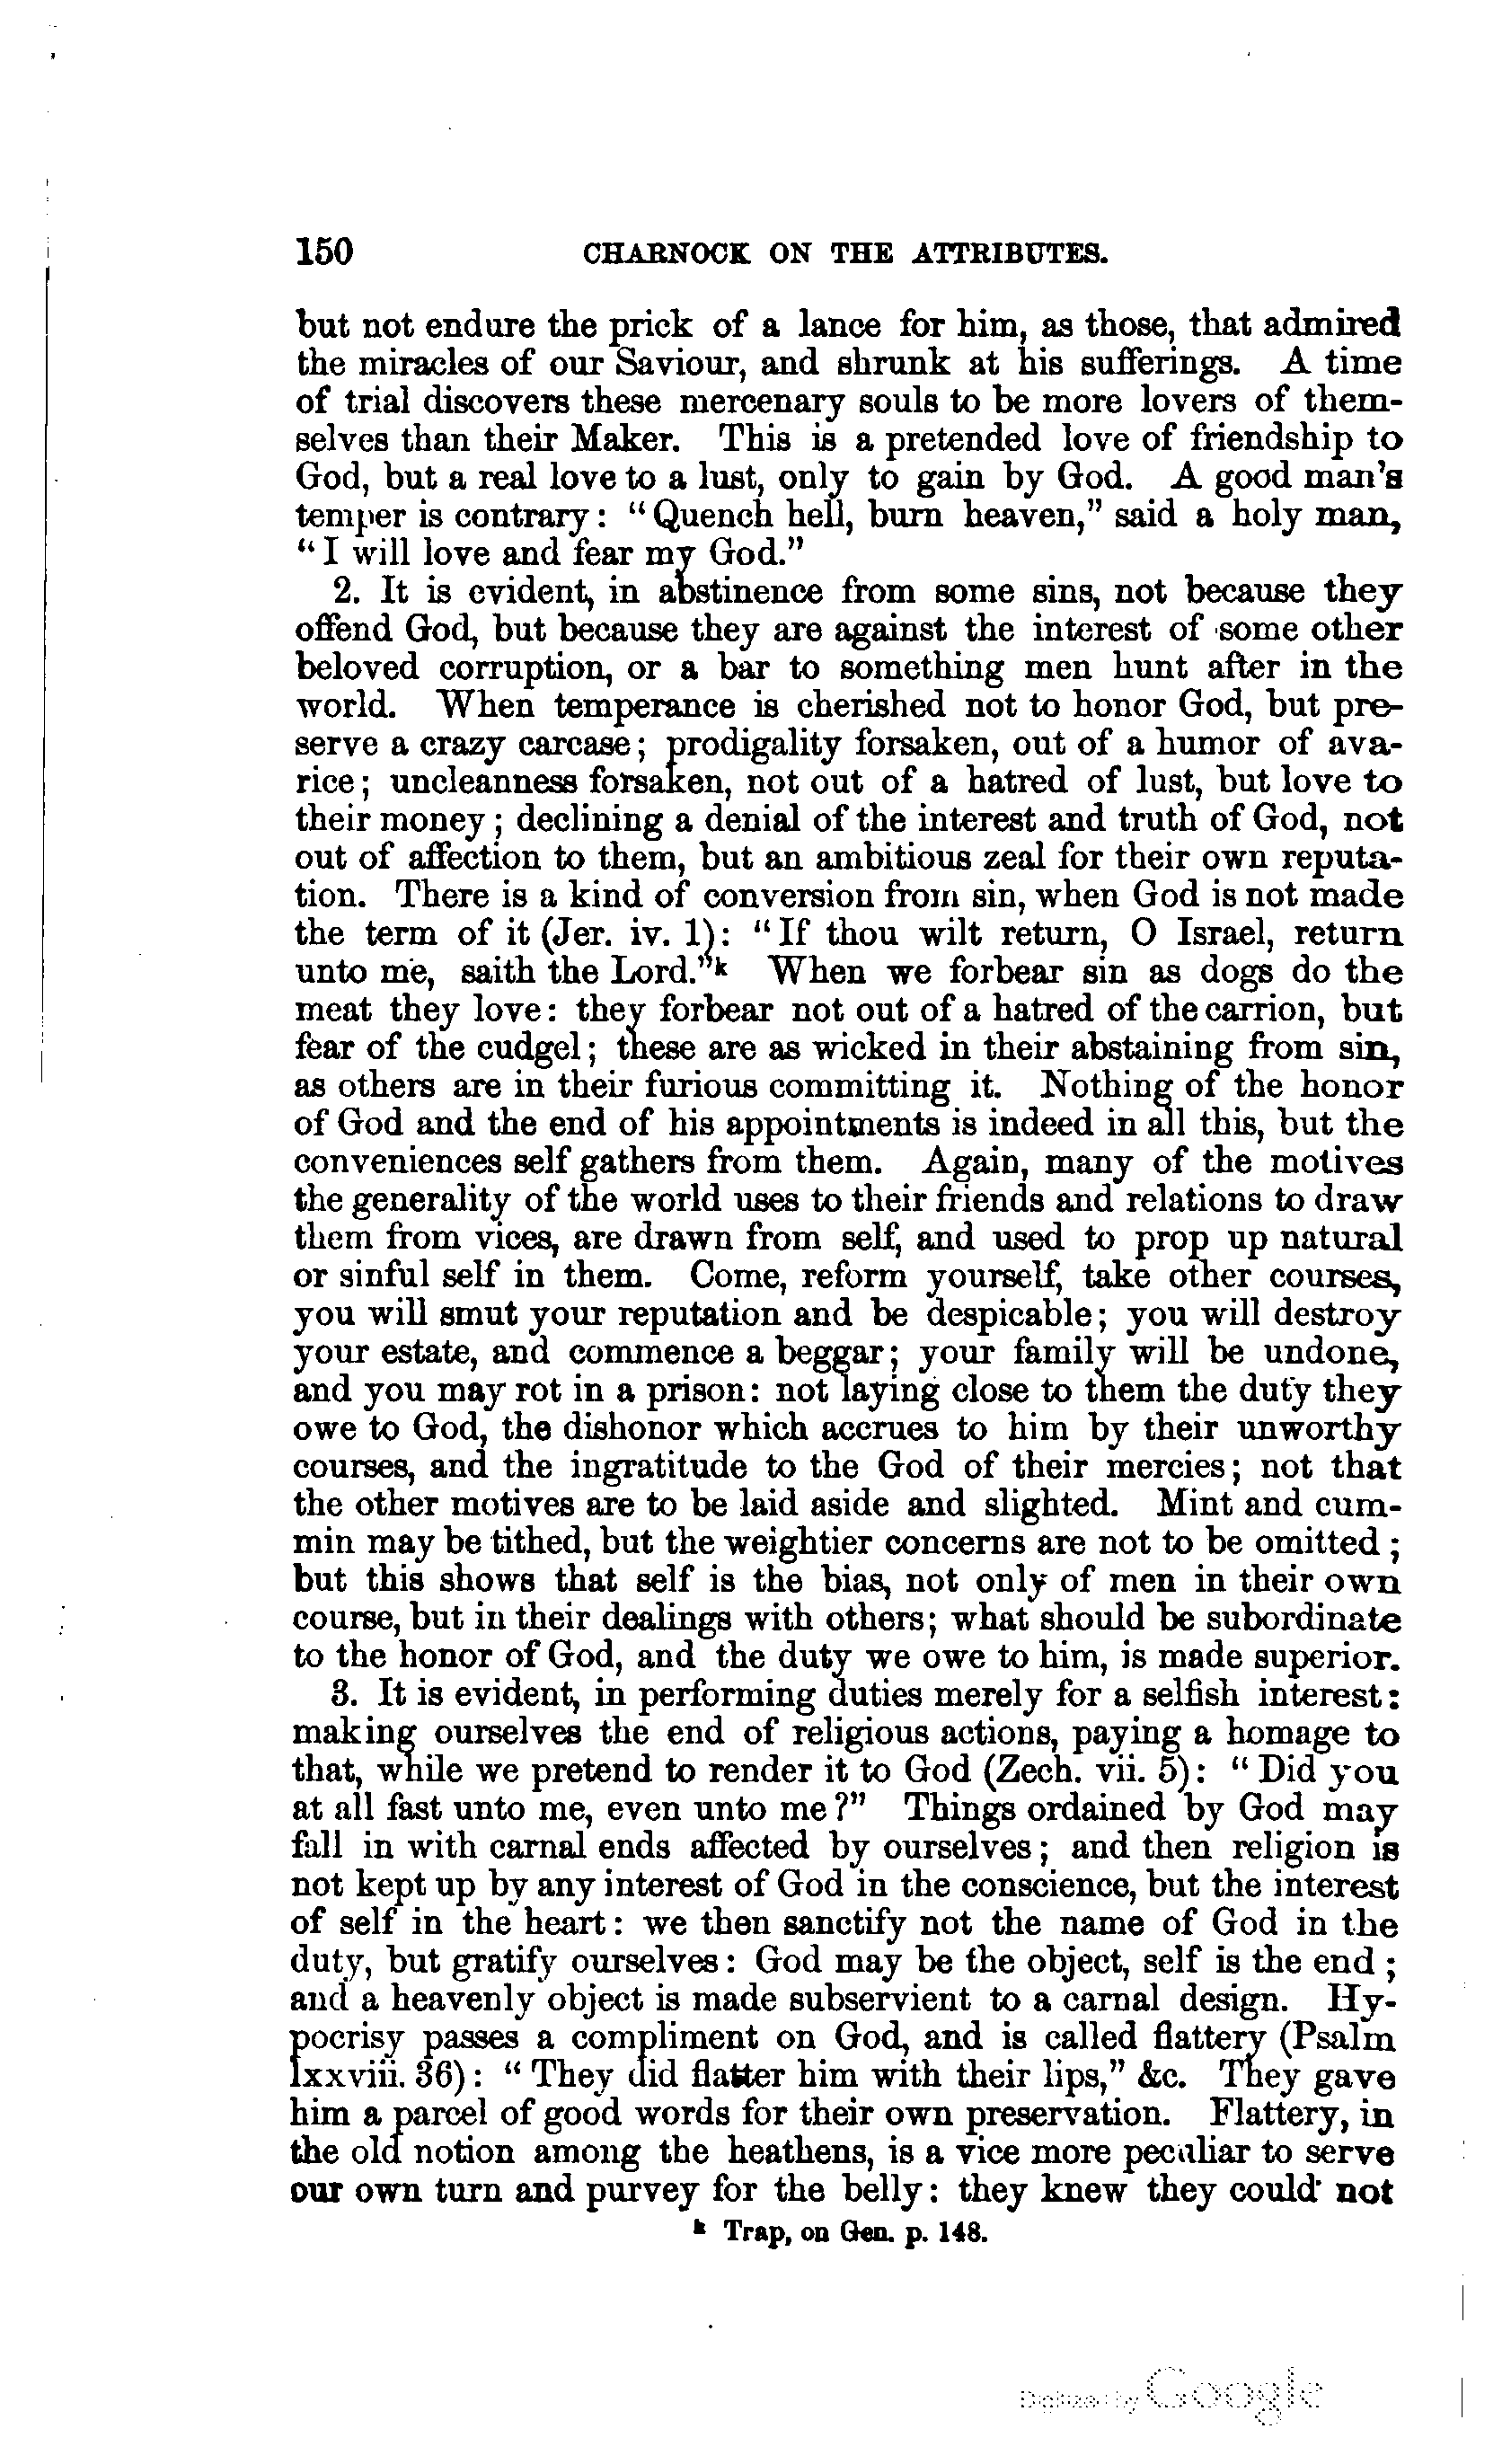 150 CHARNOCK ON THE ATTRIBUTES.
but not endure the prick of a lance for him, as those, that admired
the miracles of our Saviour, and shrunk at his sufferings. A time
of trial discovers these mercenary souls to be more lovers of them-
selves than their Maker. This is a pretended love of friendship to
God, but a real love to a lust, only to gain by God. A good man's
temper is contrary: "Quench hell, burn heaven," said a holy man,
"I will love and fear my God."
2. It is evident, in abstinence from some sins, not because they
offend God, but because they are against the interest of some other
beloved corruption, or a bar to something men hunt after in the
world. When temperance is cherished not to honor God, but pre-
serve a crazy carcase; prodigality forsaken, out of a humor of ava-
rice; uncleanness forsaken, not out of a hatred of lust, but love to
their money; declining a denial of the interest and truth of God, not
out of affection to them, but an ambitious zeal for their own reputa-
tion. There is a kind of conversion from sin, when God is not made
the term of it (Jer. iv. 1): "If thou wilt return, O Israel, return
unto me, saith the Lord."k When we forbear sin as dogs do the
meat they love: they forbear not out of a hatred of the carrion, but
fear of the cudgel; these are as wicked in their abstaining from sin,
as others are in their furious committing it. Nothing of the honor
of God and the end of his appointments is indeed in all this, but the
conveniences self gathers from them. Again, many of the motives
the generality of the world uses to their friends and relations to draw
them from vices, are drawn from self, and used to prop up natural
or sinful self in them. Come, reform yourself, take other courses,
you will smut your reputation and be despicable; you will destroy
your estate, and commence a beggar; your family will be undone,
and you may rot in a prison: not laying close to them the duty they
owe to God, the dishonor which accrues to him by their unworthy
courses, and the ingratitude to the God of their mercies; not that
the other motives are to be laid aside and slighted. Mint and cum-
min may be tithed, but the weightier concerns are not to be omitted;
but this shows that self is the bias, not only of men in their own
course, but in their dealings with others; what should be subordinate
to the honor of God, and the duty we owe to him, is made superior.
3. It is evident, in performing duties merely for a selfish interest:
making ourselves the end of religious actions, paying a homage to
that, while we pretend to render it to God (Zech. vii. 5): "Did you
at all fast unto me, even unto me?" Things ordained by God may
fall in with carnal ends affected by ourselves; and then religion is
not kept up by any interest of God in the conscience, but the interest
of self in the heart: we then sanctify not the name of God in the
duty, but gratify ourselves: God may be the object, self is the end;
and a heavenly object is made subservient to a carnal design. Hy-
pocrisy passes a compliment on God, and is called flattery (Psalm
lxxviii. 36): "They did flatter him with their lips," &c. They gave
him a parcel of good words for their own preservation. Flattery, in
the old notion among the heathens, is a vice more peculiar to serve
our own turn and purvey for the belly: they knew they could not
k Trap, on Gen. p. 148.
Digitized by Google